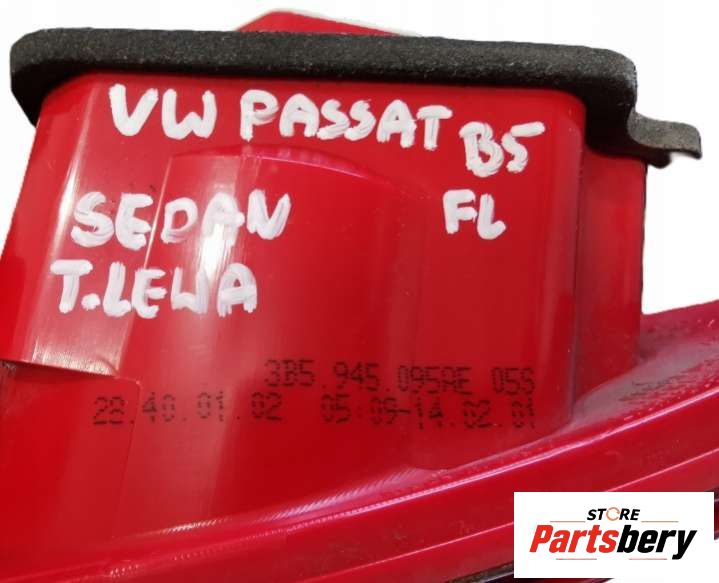 VW PASSAT B5
SEDAN FL
T.LEWA
3B5.945.095AE 05S
28.40.01.02 05:09-14.02.01
STORE
Partsbery